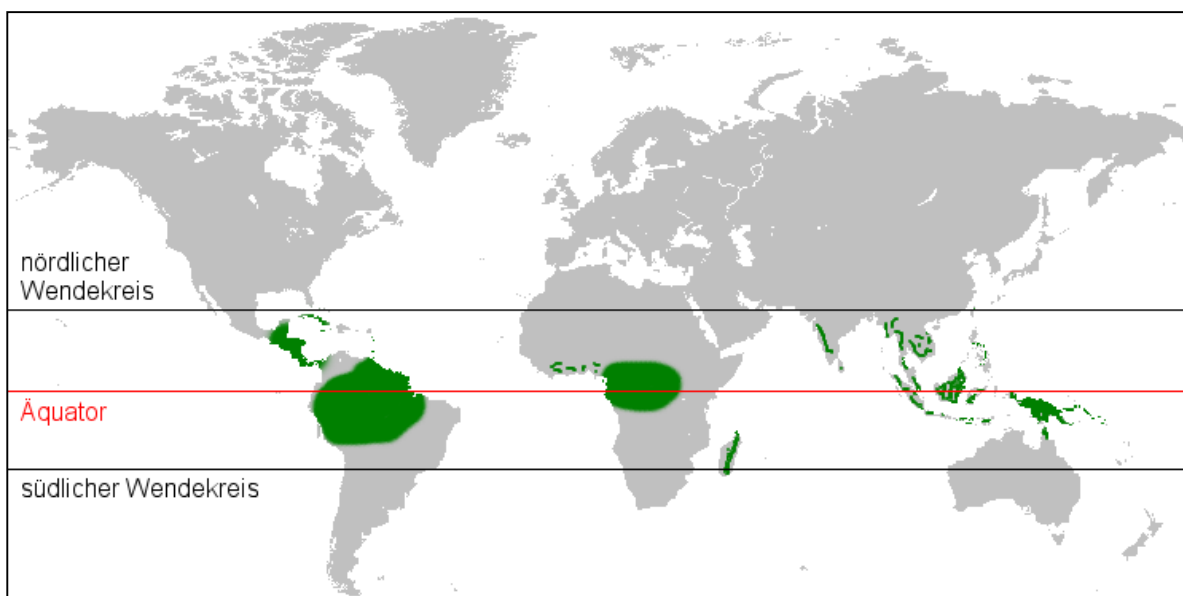 nördlicher
Wendekreis
Äquator
südlicher Wendekreis